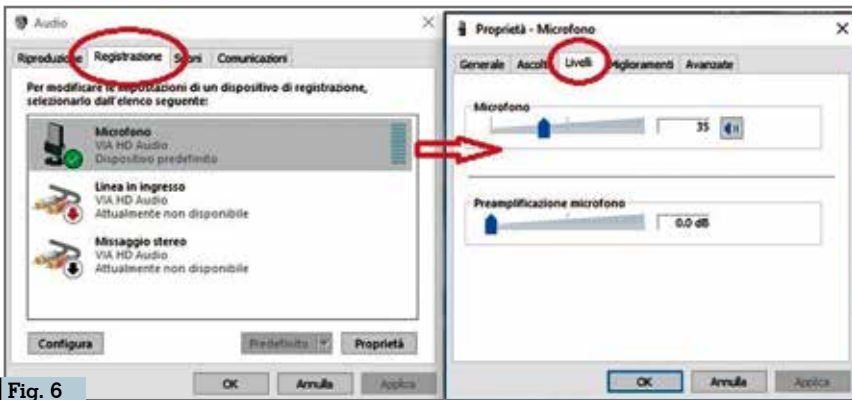 Audio
Riproduzione Registrazione Suoni Comunicazioni
Per modificare le impostazioni di un dispositivo di registrazione,
selezionarlo dall'elenco seguente:
Microfono
VIA HD Audio
Dispositivo predefinito
Linea in ingresso
VIA HD Audio
Attualmente non disponibile
Missaggio stereo
VIA HD Audio
Attualmente non disponibile
Configura Predefinito Proprietà
OK Annulla Applica
Proprietà - Microfono
Generale Ascolto Livelli Miglioramenti Avanzate
Microfono
35
Preamplificazione microfono
0.0 dB
OK Annulla Applica
Fig. 6